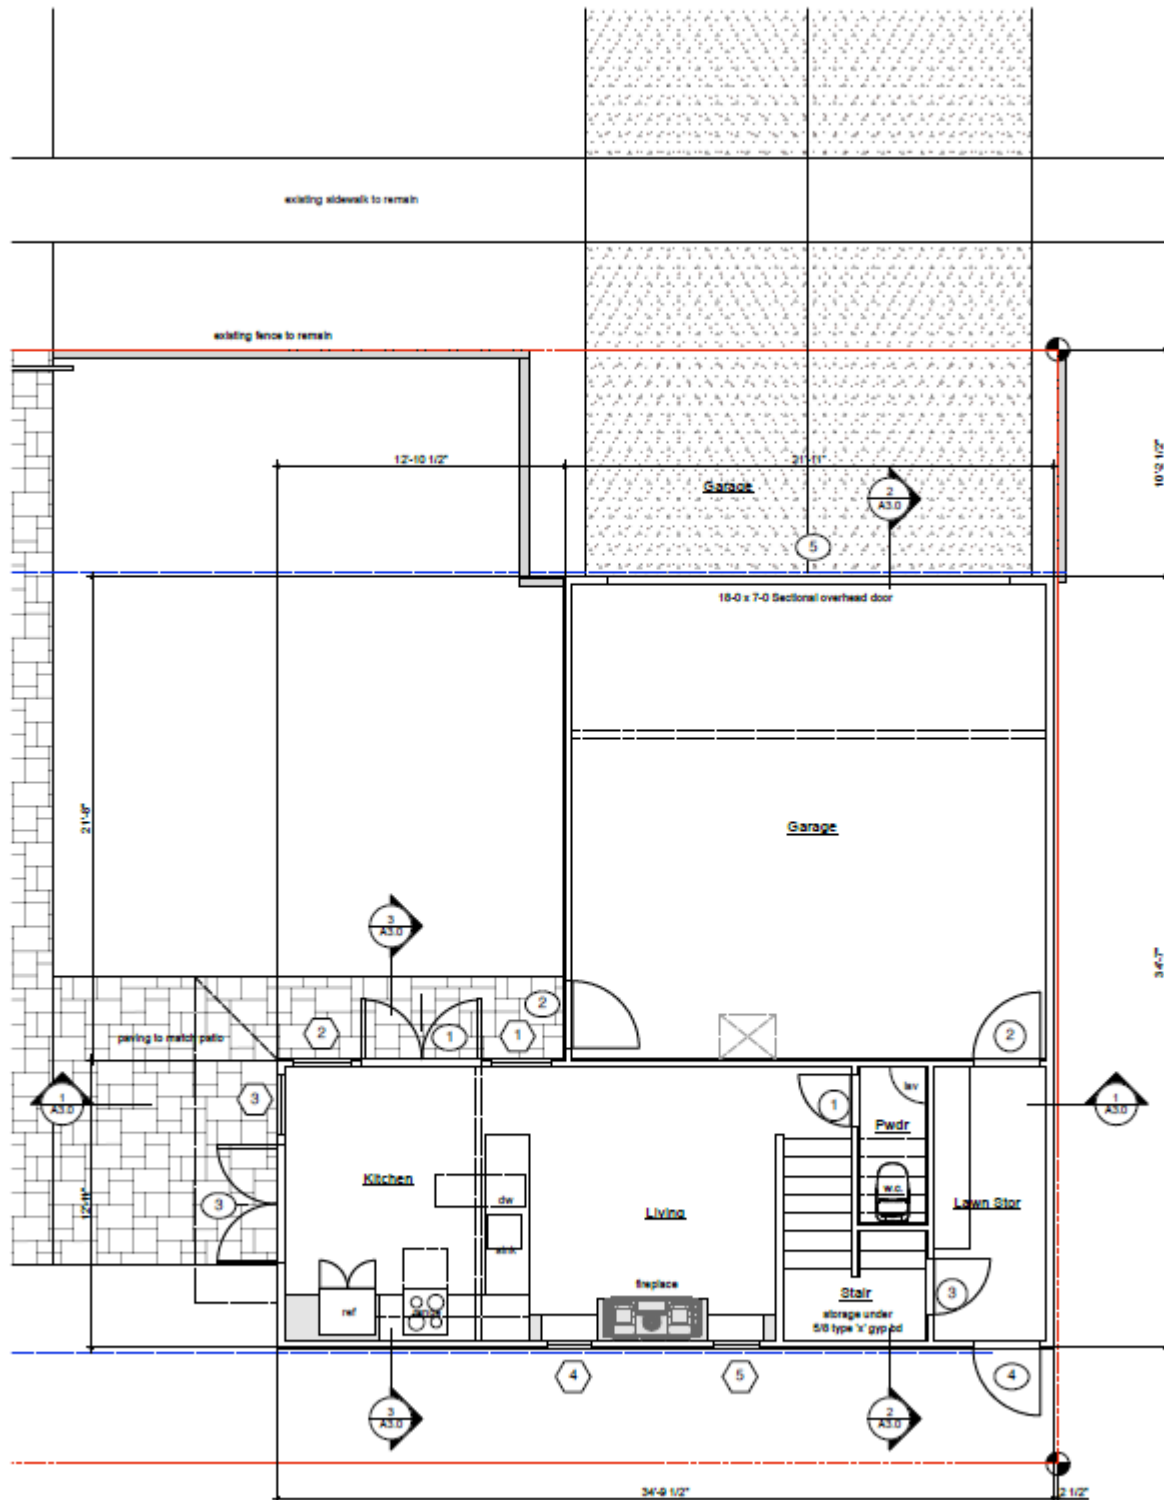 existing sidewalk to remain
existing fence to remain
12'-10 1/2"
21'-11"
10'-2 1/2"
Garage
2
A3.0
5
18-0 x 7-0 Sectional overhead door
21'-8"
Garage
3
A3.0
34'-7"
2
2
1
1
2
paving to match patio
1
A3.0
3
1
lav
1
A3.0
Pwdr
Kitchen
w.c.
dw
Lawn Stor
12'-11"
3
Living
sink
fireplace
Stair
3
ref
storage under
5/8 type 'x' gyp bd
4
5
4
3
A3.0
2
A3.0
34'-9 1/2"
2 1/2"